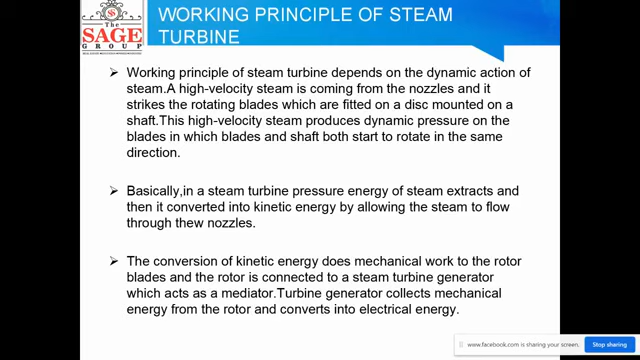 The
SAGE
GROUP
WORKING PRINCIPLE OF STEAM
TURBINE
➤ Working principle of steam turbine depends on the dynamic action of
steam.A high-velocity steam is coming from the nozzles and it
strikes the rotating blades which are fitted on a disc mounted on a
shaft.This high-velocity steam produces dynamic pressure on the
blades in which blades and shaft both start to rotate in the same
direction.
➤ Basically,in a steam turbine pressure energy of steam extracts and
then it converted into kinetic energy by allowing the steam to flow
through thew nozzles.
➤ The conversion of kinetic energy does mechanical work to the rotor
blades and the rotor is connected to a steam turbine generator
which acts as a mediator.Turbine generator collects mechanical
energy from the rotor and converts into electrical energy.
www.facebook.com is sharing your screen.
Stop sharing